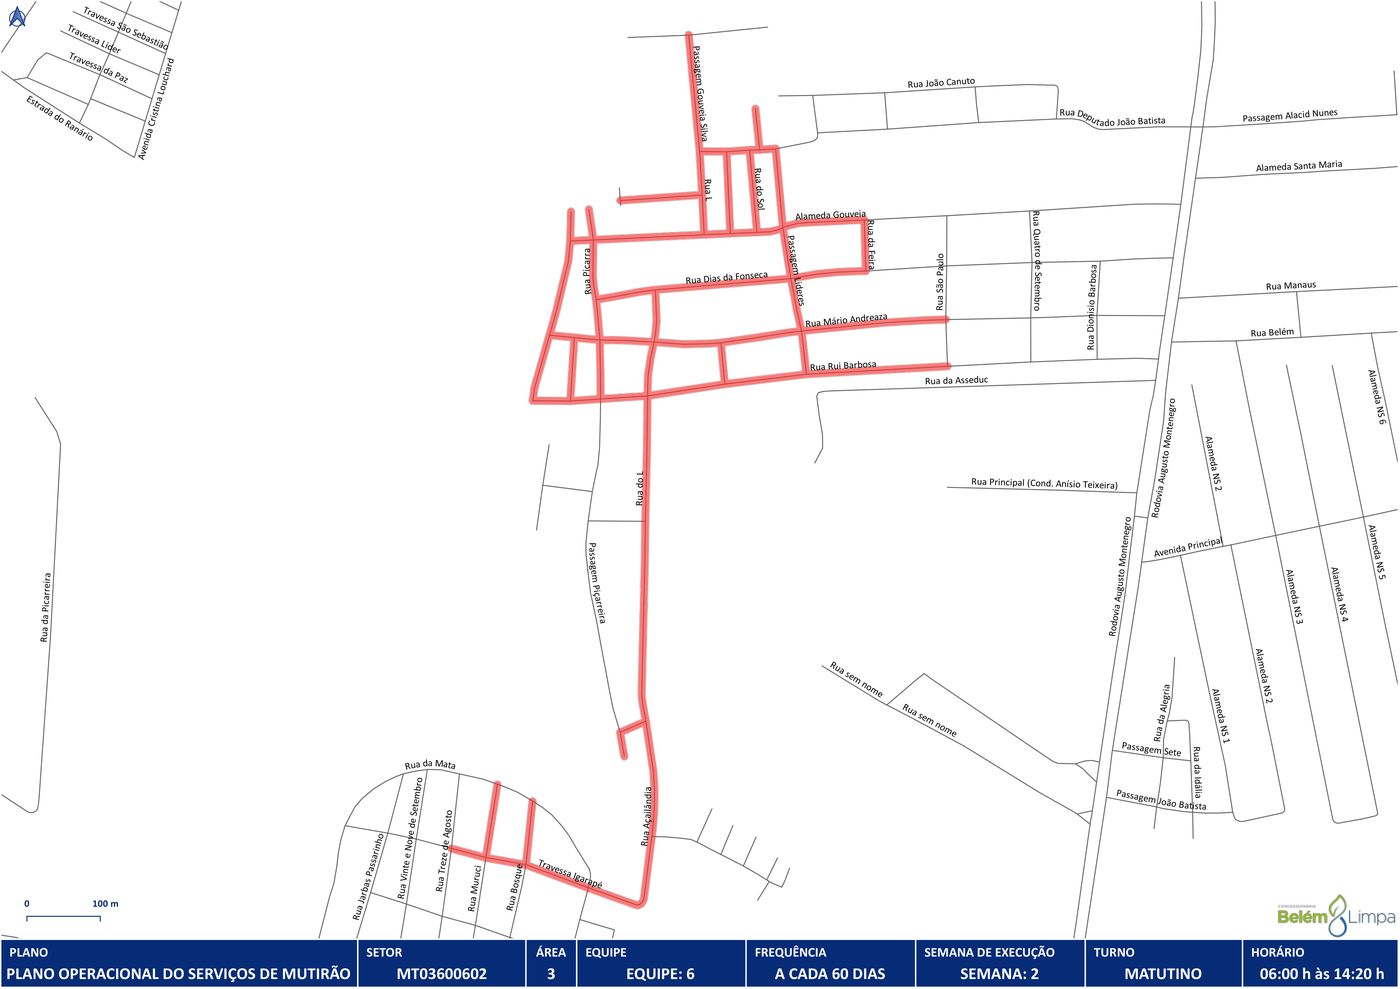 Travessa São Sebastião
Travessa Lider
Travessa da Paz
Estrada do Ranário
Avenida Cristina Louchard
Passagem Gouveia Silva
Rua João Canuto
Rua Deputado João Batista
Passagem Alacid Nunes
Alameda Santa Maria
Rua L
Rua do Sol
Alameda Gouveia
Rua da Feira
Rua Quatro de Setembro
Rua Picarra
Rua Dias da Fonseca
Passagem Lideres
Rua São Paulo
Rua Dionisio Barbosa
Rua Manaus
Rua Mário Andreaza
Rua Belém
Rua Rui Barbosa
Rua da Asseduc
Alameda NS 6
Rodovia Augusto Montenegro
Alameda NS 2
Rua do L
Rua Principal (Cond. Anísio Teixeira)
Rodovia Augusto Montenegro
Avenida Principal
Alameda NS 5
Passagem Piçarreira
Rua da Picarreira
Alameda NS 3
Alameda NS 4
Rua sem nome
Rua sem nome
Alameda NS 2
Rua da Alegria
Alameda NS 1
Passagem Sete
Rua da Idália
Passagem João Batista
Rua da Mata
Rua Açailândia
Rua Jarbas Passarinho
Rua Vinte e Nove de Setembro
Rua Treze de Agosto
Rua Muruci
Rua Bosque
Travessa Igarapé
0 100 m
CONCESSIONÁRIA
Belém Limpa
PLANO
PLANO OPERACIONAL DO SERVIÇOS DE MUTIRÃO
SETOR
MT03600602
ÁREA
3
EQUIPE
EQUIPE: 6
FREQUÊNCIA
A CADA 60 DIAS
SEMANA DE EXECUÇÃO
SEMANA: 2
TURNO
MATUTINO
HORÁRIO
06:00 h às 14:20 h